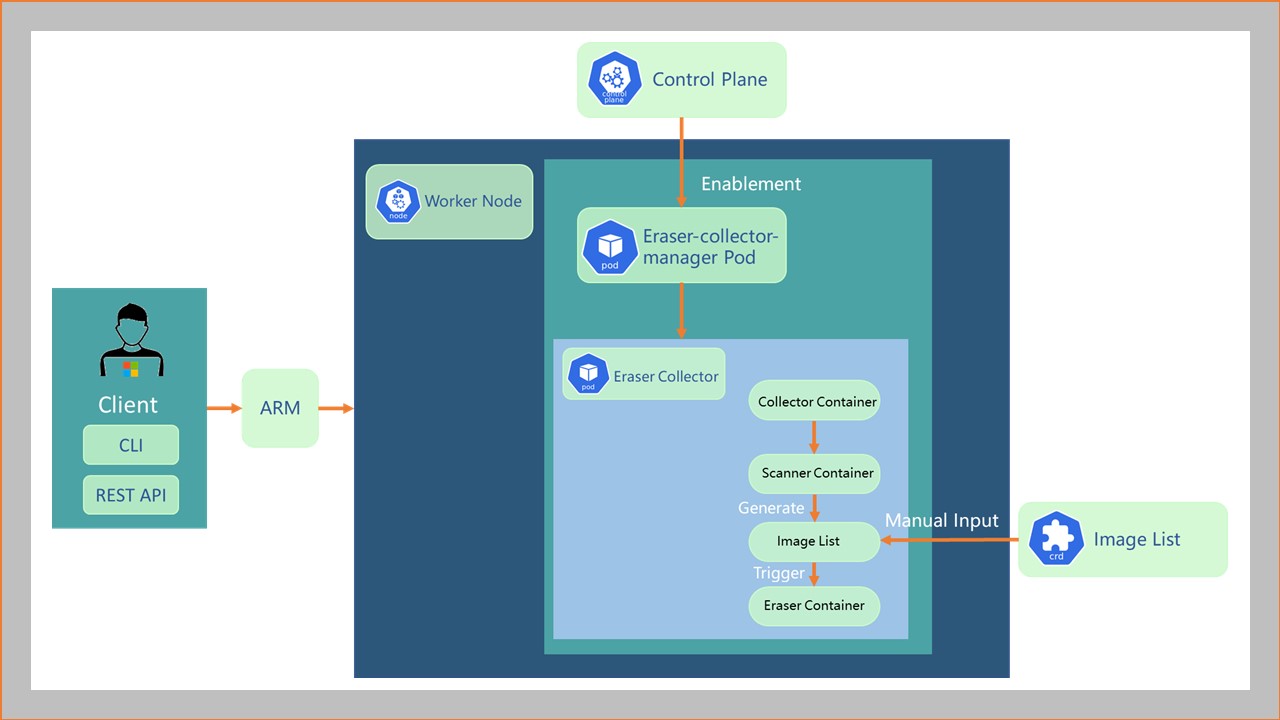 control
plane
Control Plane
Enablement
node
Worker Node
pod
Eraser-collector-
manager Pod
pod
Eraser Collector
Client
CLI
REST API
ARM
Collector Container
Scanner Container
Generate
Image List
Trigger
Eraser Container
Manual Input
crd
Image List